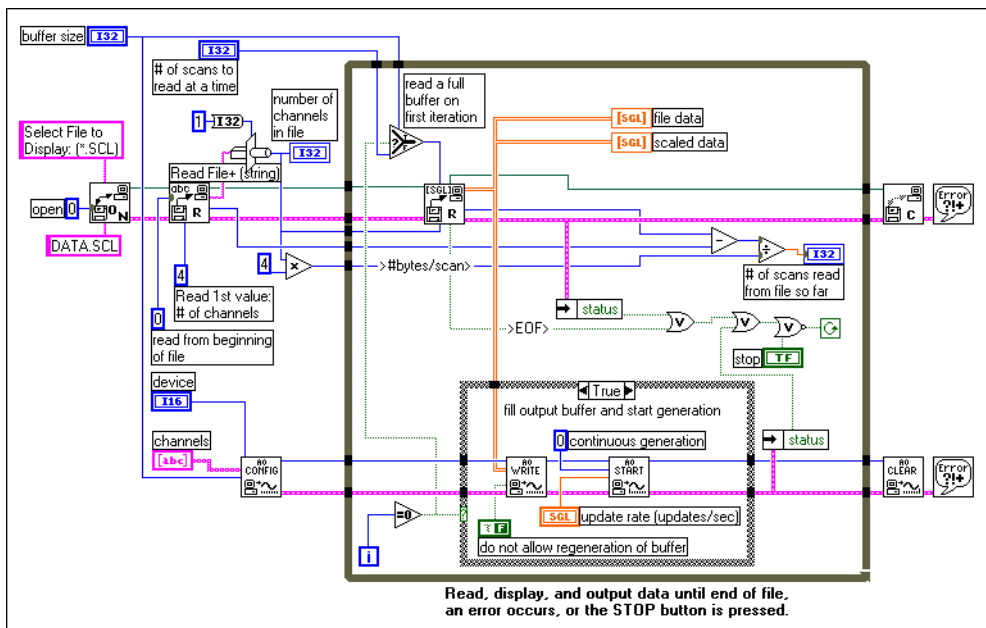 buffer size
I32
I32
# of scans to
read at a time
read a full
buffer on
first iteration
number of
channels
in file
1
I32
I32
[SGL]
file data
[SGL]
scaled data
Select File to
Display: (*.SCL)
Read File+ (string)
?
abc
R
[SGL]
R
O
N
open
0
C
Error
?!+
DATA.SCL
4
4
×
>#bytes/scan>
−
÷
I32
# of scans read
from file so far
Read 1st value:
# of channels
0
read from beginning
of file
status
V
V
V
>EOF>
stop
TF
device
I16
True
fill output buffer and start generation
channels
[abc]
0
continuous generation
status
AO
CONFIG
AO
WRITE
AO
START
AO
CLEAR
Error
?!+
SGL
update rate (updates/sec)
=0
?
F
i
do not allow regeneration of buffer
Read, display, and output data until end of file,
an error occurs, or the STOP button is pressed.